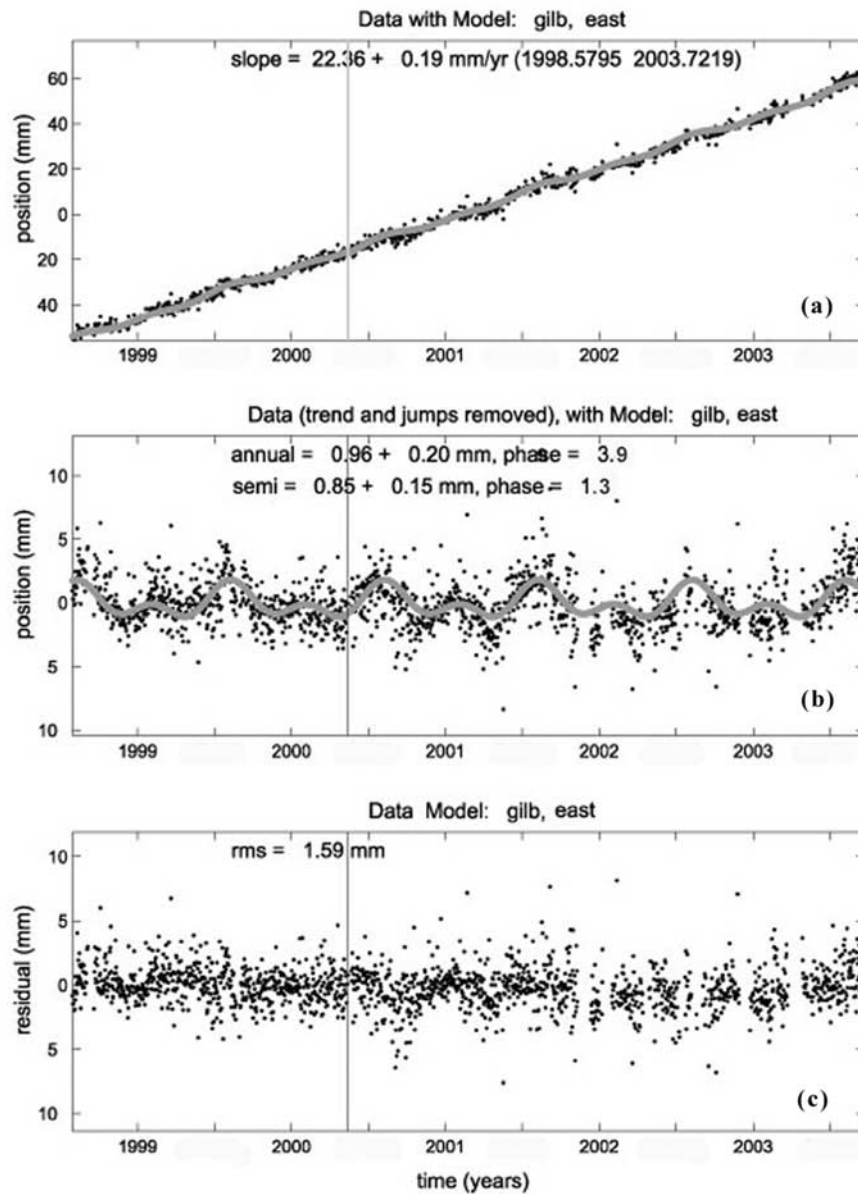 Data with Model: gilb, east
slope = 22.36 + 0.19 mm/yr (1998.5795 2003.7219)
60
40
20
0
20
40
position (mm)
(a)
1999 2000 2001 2002 2003
Data (trend and jumps removed), with Model: gilb, east
annual = 0.96 + 0.20 mm, phase = 3.9
semi = 0.85 + 0.15 mm, phase = 1.3
10
5
0
5
10
position (mm)
(b)
1999 2000 2001 2002 2003
Data Model: gilb, east
rms = 1.59 mm
10
5
0
5
10
residual (mm)
(c)
1999 2000 2001 2002 2003
time (years)